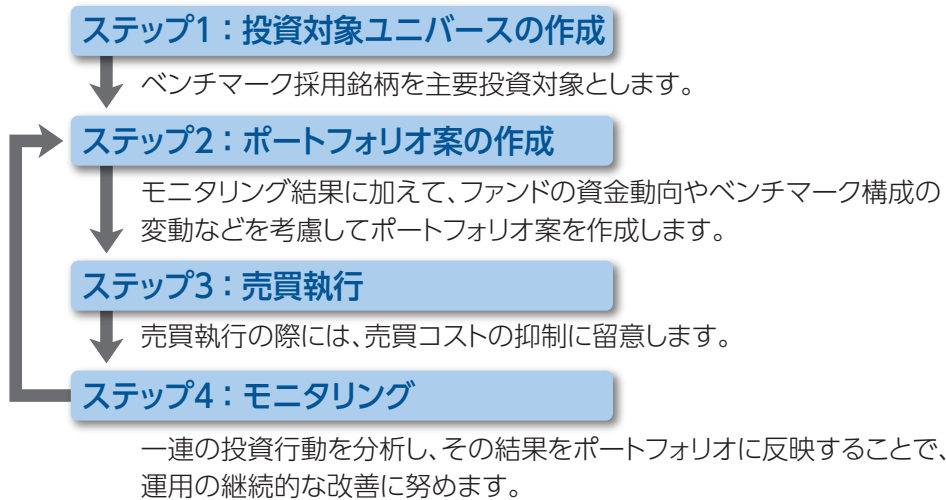 ステップ1：投資対象ユニバースの作成
ベンチマーク採用銘柄を主要投資対象とします。
ステップ2：ポートフォリオ案の作成
モニタリング結果に加えて、ファンドの資金動向やベンチマーク構成の
変動などを考慮してポートフォリオ案を作成します。
ステップ3：売買執行
売買執行の際には、売買コストの抑制に留意します。
ステップ4：モニタリング
一連の投資行動を分析し、その結果をポートフォリオに反映することで、
運用の継続的な改善に努めます。